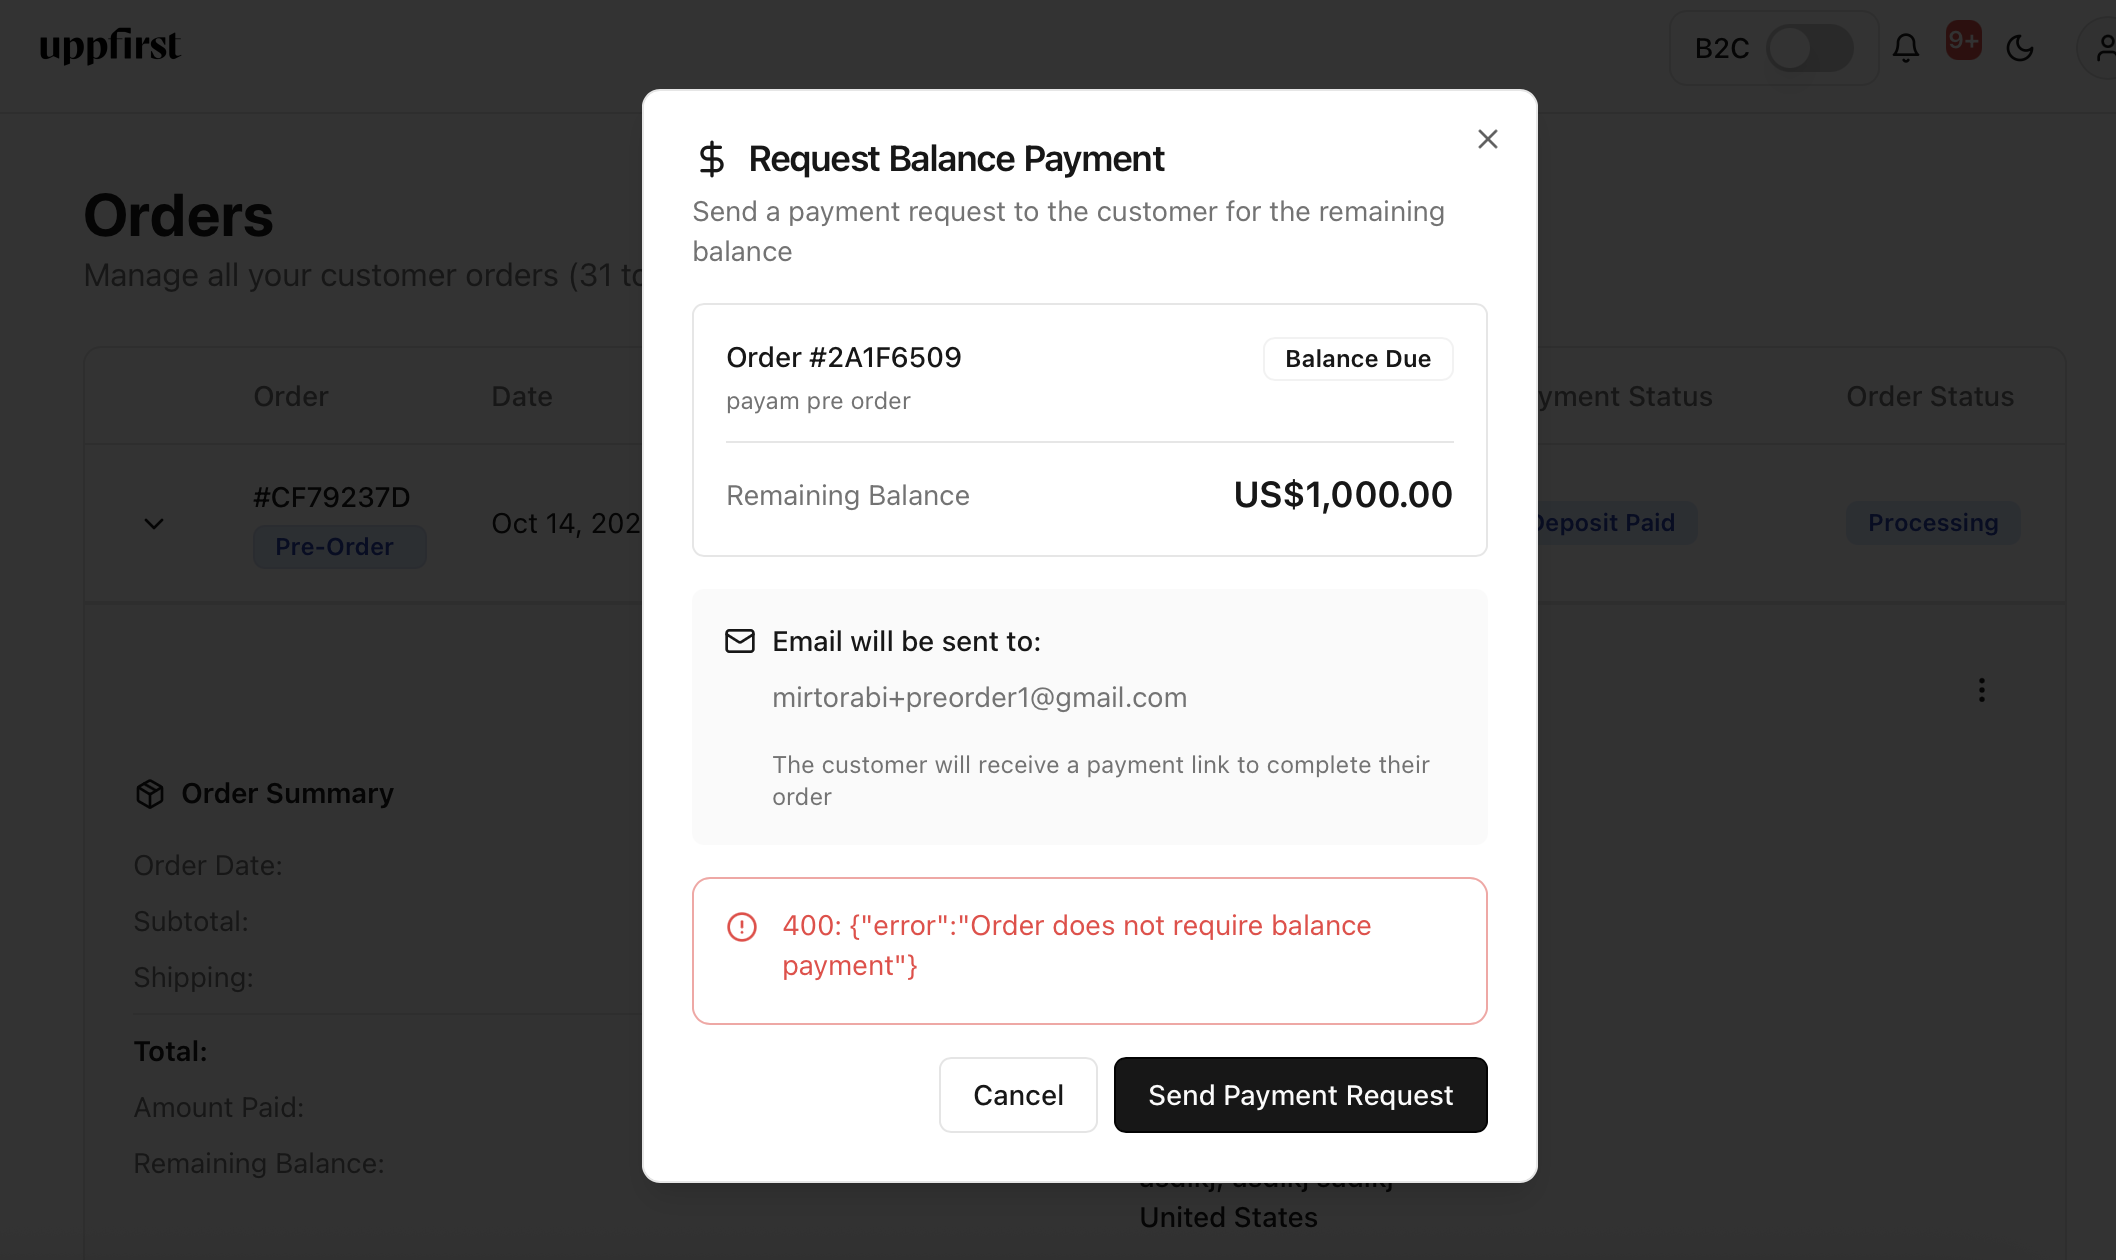 uppfirst
B2C
9+
Orders
Manage all your customer orders (31
Order
Date
Payment Status
Order Status
#CF79237D
Pre-Order
Oct 14, 202
Deposit Paid
Processing
Order Summary
Order Date:
Subtotal:
Shipping:
Total:
Amount Paid:
Remaining Balance:
United States
Request Balance Payment
Send a payment request to the customer for the remaining
balance
Order #2A1F6509
Balance Due
payam pre order
Remaining Balance
US$1,000.00
Email will be sent to:
mirtorabi+preorder1@gmail.com
The customer will receive a payment link to complete their
order
400: {"error":"Order does not require balance
payment"}
Cancel
Send Payment Request